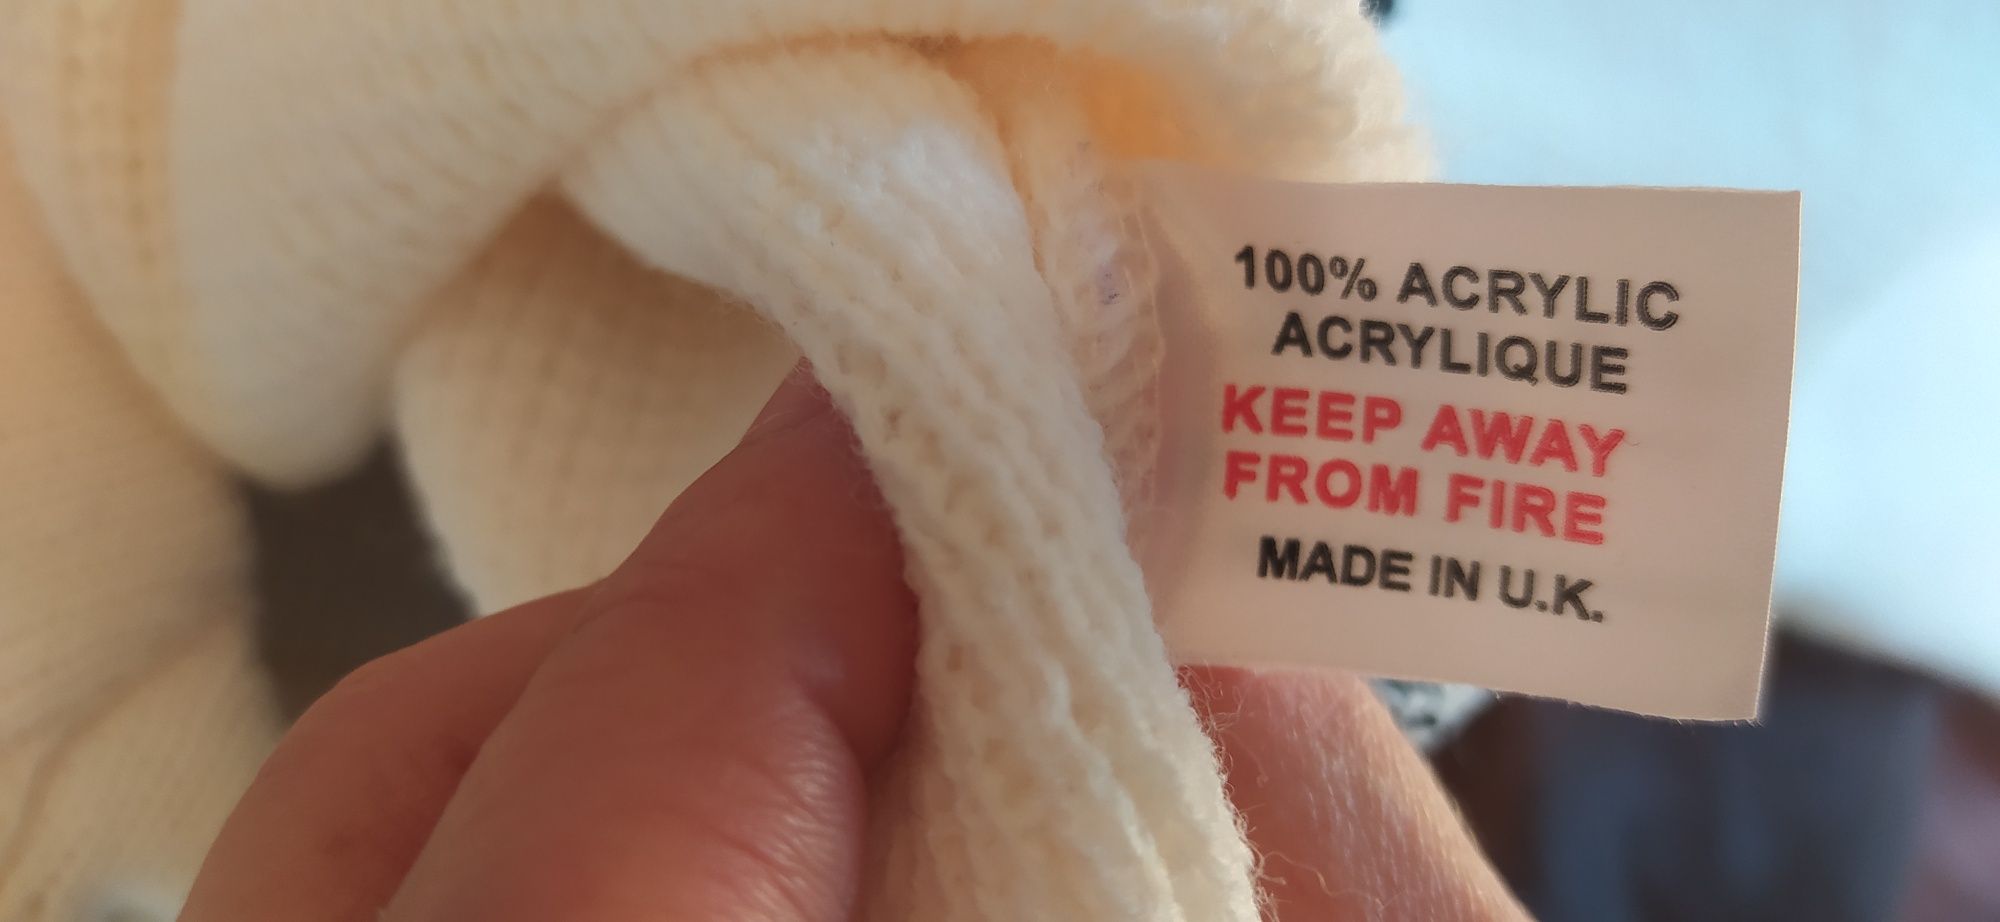 100% ACRYLIC
ACRYLIQUE
KEEP AWAY
FROM FIRE
MADE IN U.K.